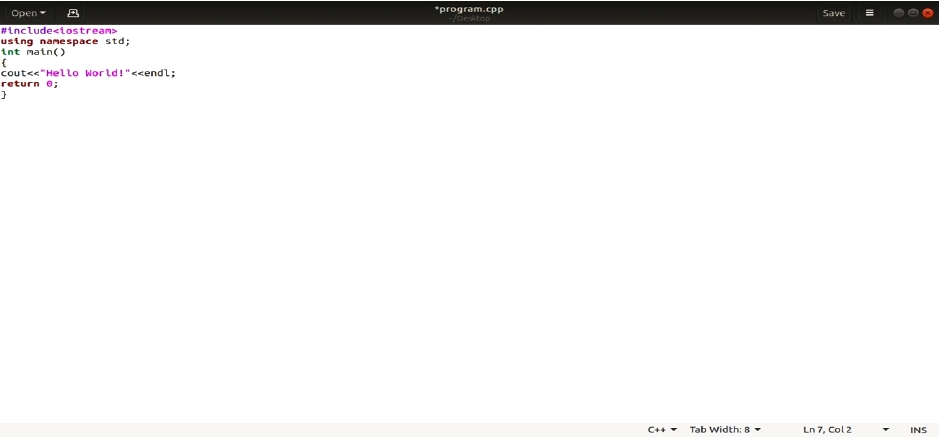 Open
*program.cpp
~/Desktop
Save
#include<iostream>
using namespace std;
int main()
{
cout<<"Hello World!"<<endl;
return 0;
}
C++ Tab Width: 8 Ln 7, Col 2 INS